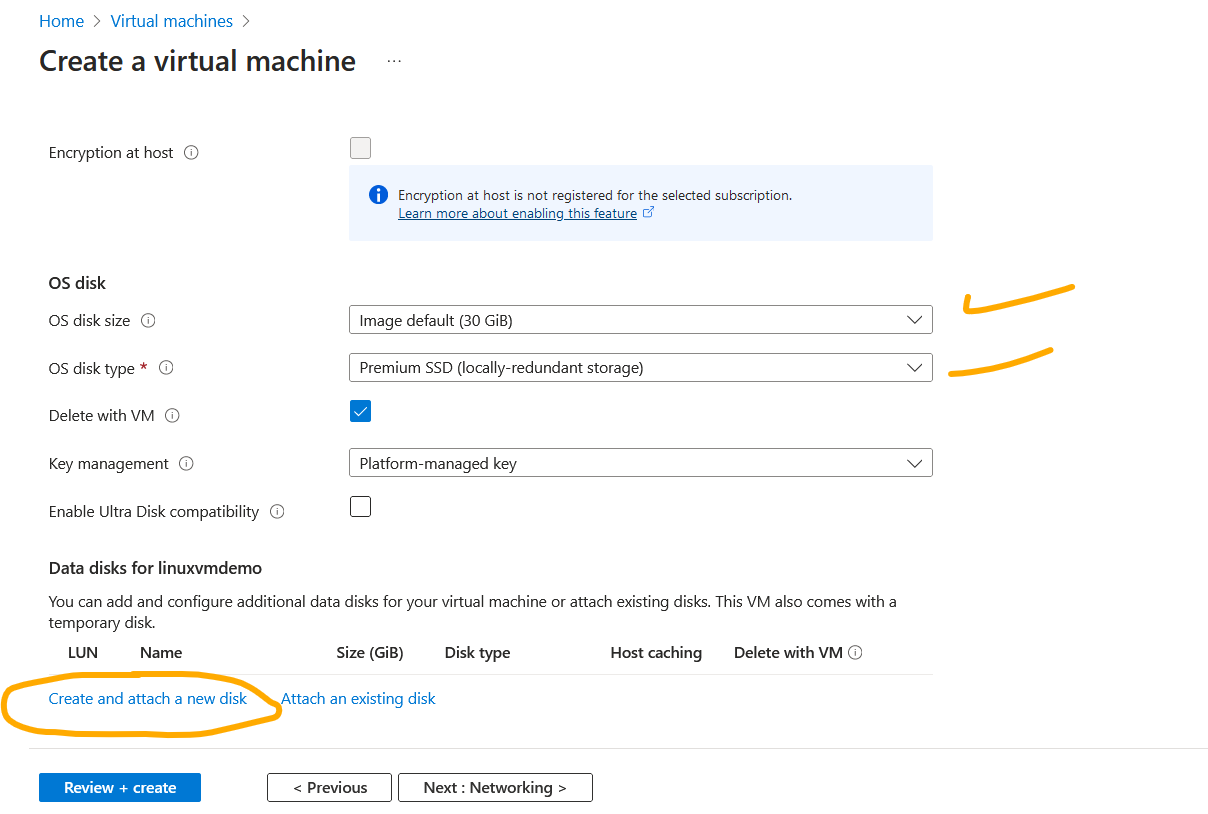 Home > Virtual machines >
Create a virtual machine ...
Encryption at host
Encryption at host is not registered for the selected subscription.
Learn more about enabling this feature
OS disk
OS disk size Image default (30 GiB)
OS disk type * Premium SSD (locally-redundant storage)
Delete with VM
Key management Platform-managed key
Enable Ultra Disk compatibility
Data disks for linuxvmdemo
You can add and configure additional data disks for your virtual machine or attach existing disks. This VM also comes with a
temporary disk.
LUN Name Size (GiB) Disk type Host caching Delete with VM
Create and attach a new disk Attach an existing disk
Review + create < Previous Next : Networking >